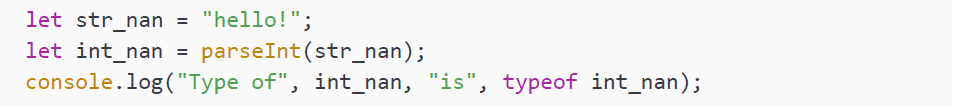 let str_nan = "hello!";
let int_nan = parseInt(str_nan);
console.log("Type of", int_nan, "is", typeof int_nan);